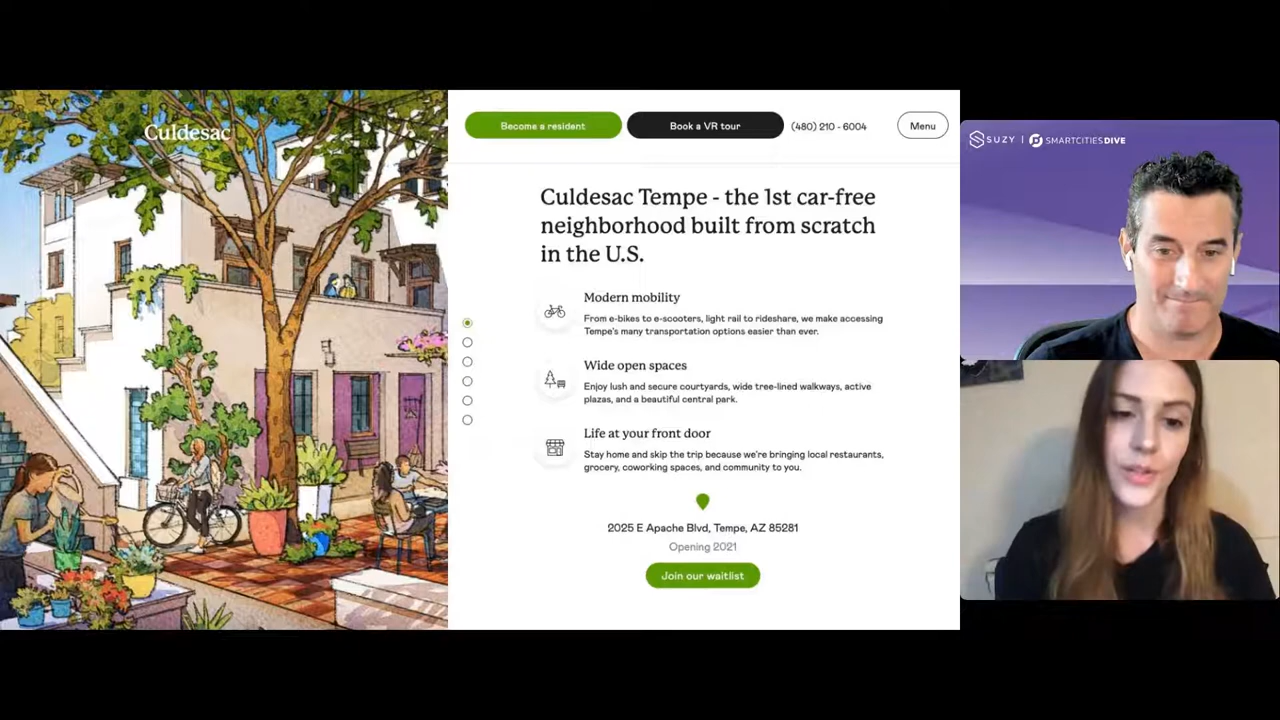 Culdesac
Become a resident
Book a VR tour
(480) 210 - 6004
Menu
Culdesac Tempe - the 1st car-free
neighborhood built from scratch
in the U.S.
Modern mobility
From e-bikes to e-scooters, light rail to rideshare, we make accessing
Tempe's many transportation options easier than ever.
Wide open spaces
Enjoy lush and secure courtyards, wide tree-lined walkways, active
plazas, and a beautiful central park.
Life at your front door
Stay home and skip the trip because we're bringing local restaurants,
grocery, coworking spaces, and community to you.
2025 E Apache Blvd, Tempe, AZ 85281
Opening 2021
Join our waitlist
SUZY | SMARTCITIESDIVE